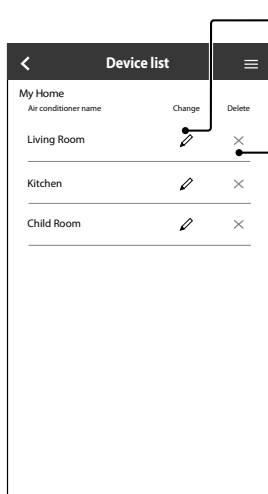 Device list
My Home
Air conditioner name Change Delete
Living Room
Kitchen
Child Room